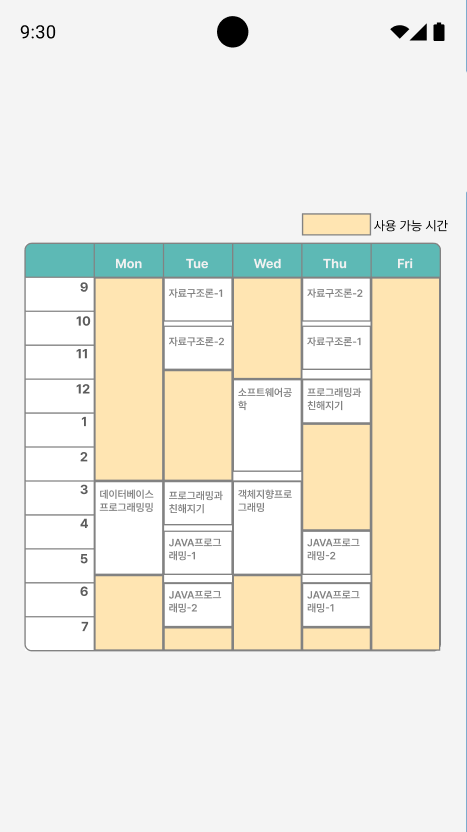 9:30
사용 가능 시간
Mon Tue Wed Thu Fri
9
자료구조론-1
자료구조론-2
10
자료구조론-2
자료구조론-1
11
12
소프트웨어공
학
프로그래밍과
친해지기
1
2
3
데이터베이스
프로그래밍밍
프로그래밍과
친해지기
객체지향프로
그래밍
4
JAVA프로그
래밍-1
JAVA프로그
래밍-2
5
6
JAVA프로그
래밍-2
JAVA프로그
래밍-1
7